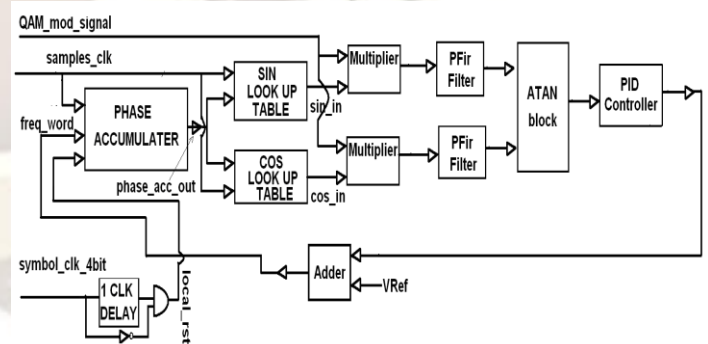 QAM_mod_signal
samples_clk
freq_word
PHASE
ACCUMULATER
phase_acc_out
SIN
LOOK UP
TABLE
sin_in
COS
LOOK UP
TABLE
cos_in
Multiplier
Multiplier
PFir
Filter
PFir
Filter
ATAN
block
PID
Controller
Adder
VRef
symbol_clk_4bit
1 CLK
DELAY
local_rst